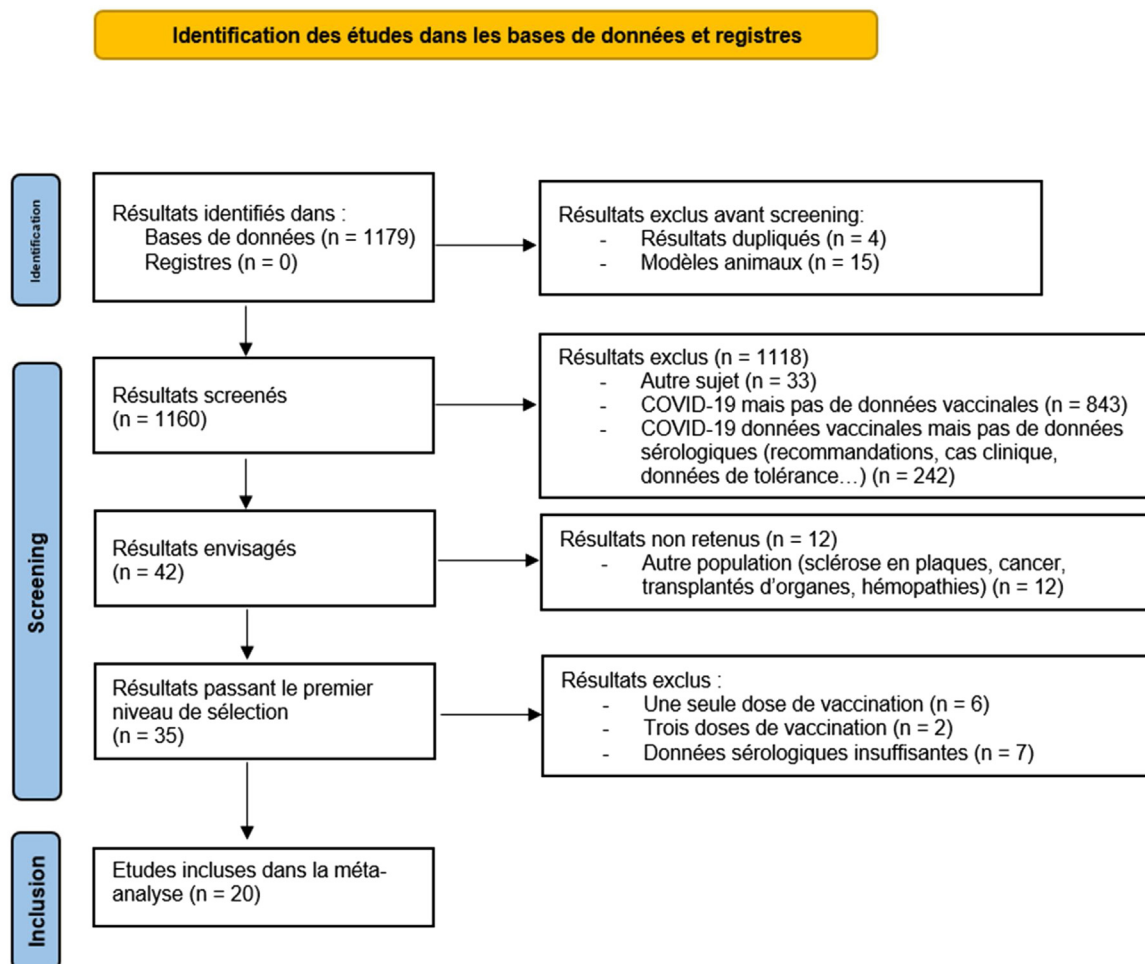 Identification des études dans les bases de données et registres
Identification
Résultats identifiés dans :
Bases de données (n = 1179)
Registres (n = 0)
Résultats exclus avant screening:
- Résultats dupliqués (n = 4)
- Modèles animaux (n = 15)
Screening
Résultats screenés
(n = 1160)
Résultats exclus (n = 1118)
- Autre sujet (n = 33)
- COVID-19 mais pas de données vaccinales (n = 843)
- COVID-19 données vaccinales mais pas de données
sérologiques (recommandations, cas clinique,
données de tolérance…) (n = 242)
Résultats envisagés
(n = 42)
Résultats non retenus (n = 12)
- Autre population (sclérose en plaques, cancer,
transplantés d’organes, hémopathies) (n = 12)
Résultats passant le premier
niveau de sélection
(n = 35)
Résultats exclus :
- Une seule dose de vaccination (n = 6)
- Trois doses de vaccination (n = 2)
- Données sérologiques insuffisantes (n = 7)
Inclusion
Etudes incluses dans la méta-
analyse (n = 20)